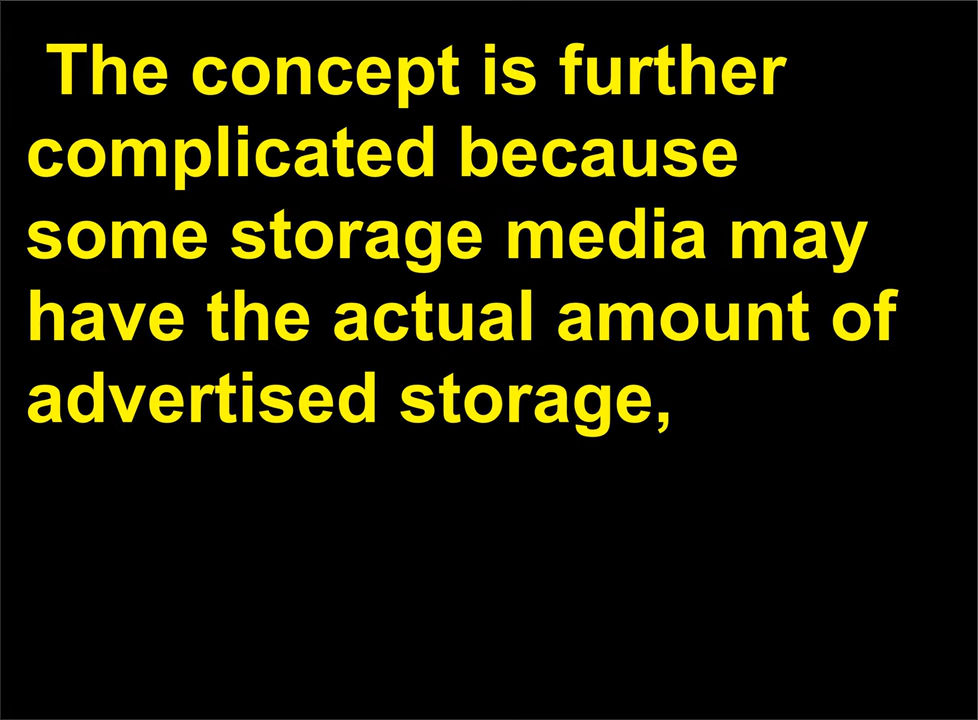 The concept is further
complicated because
some storage media may
have the actual amount of
advertised storage,